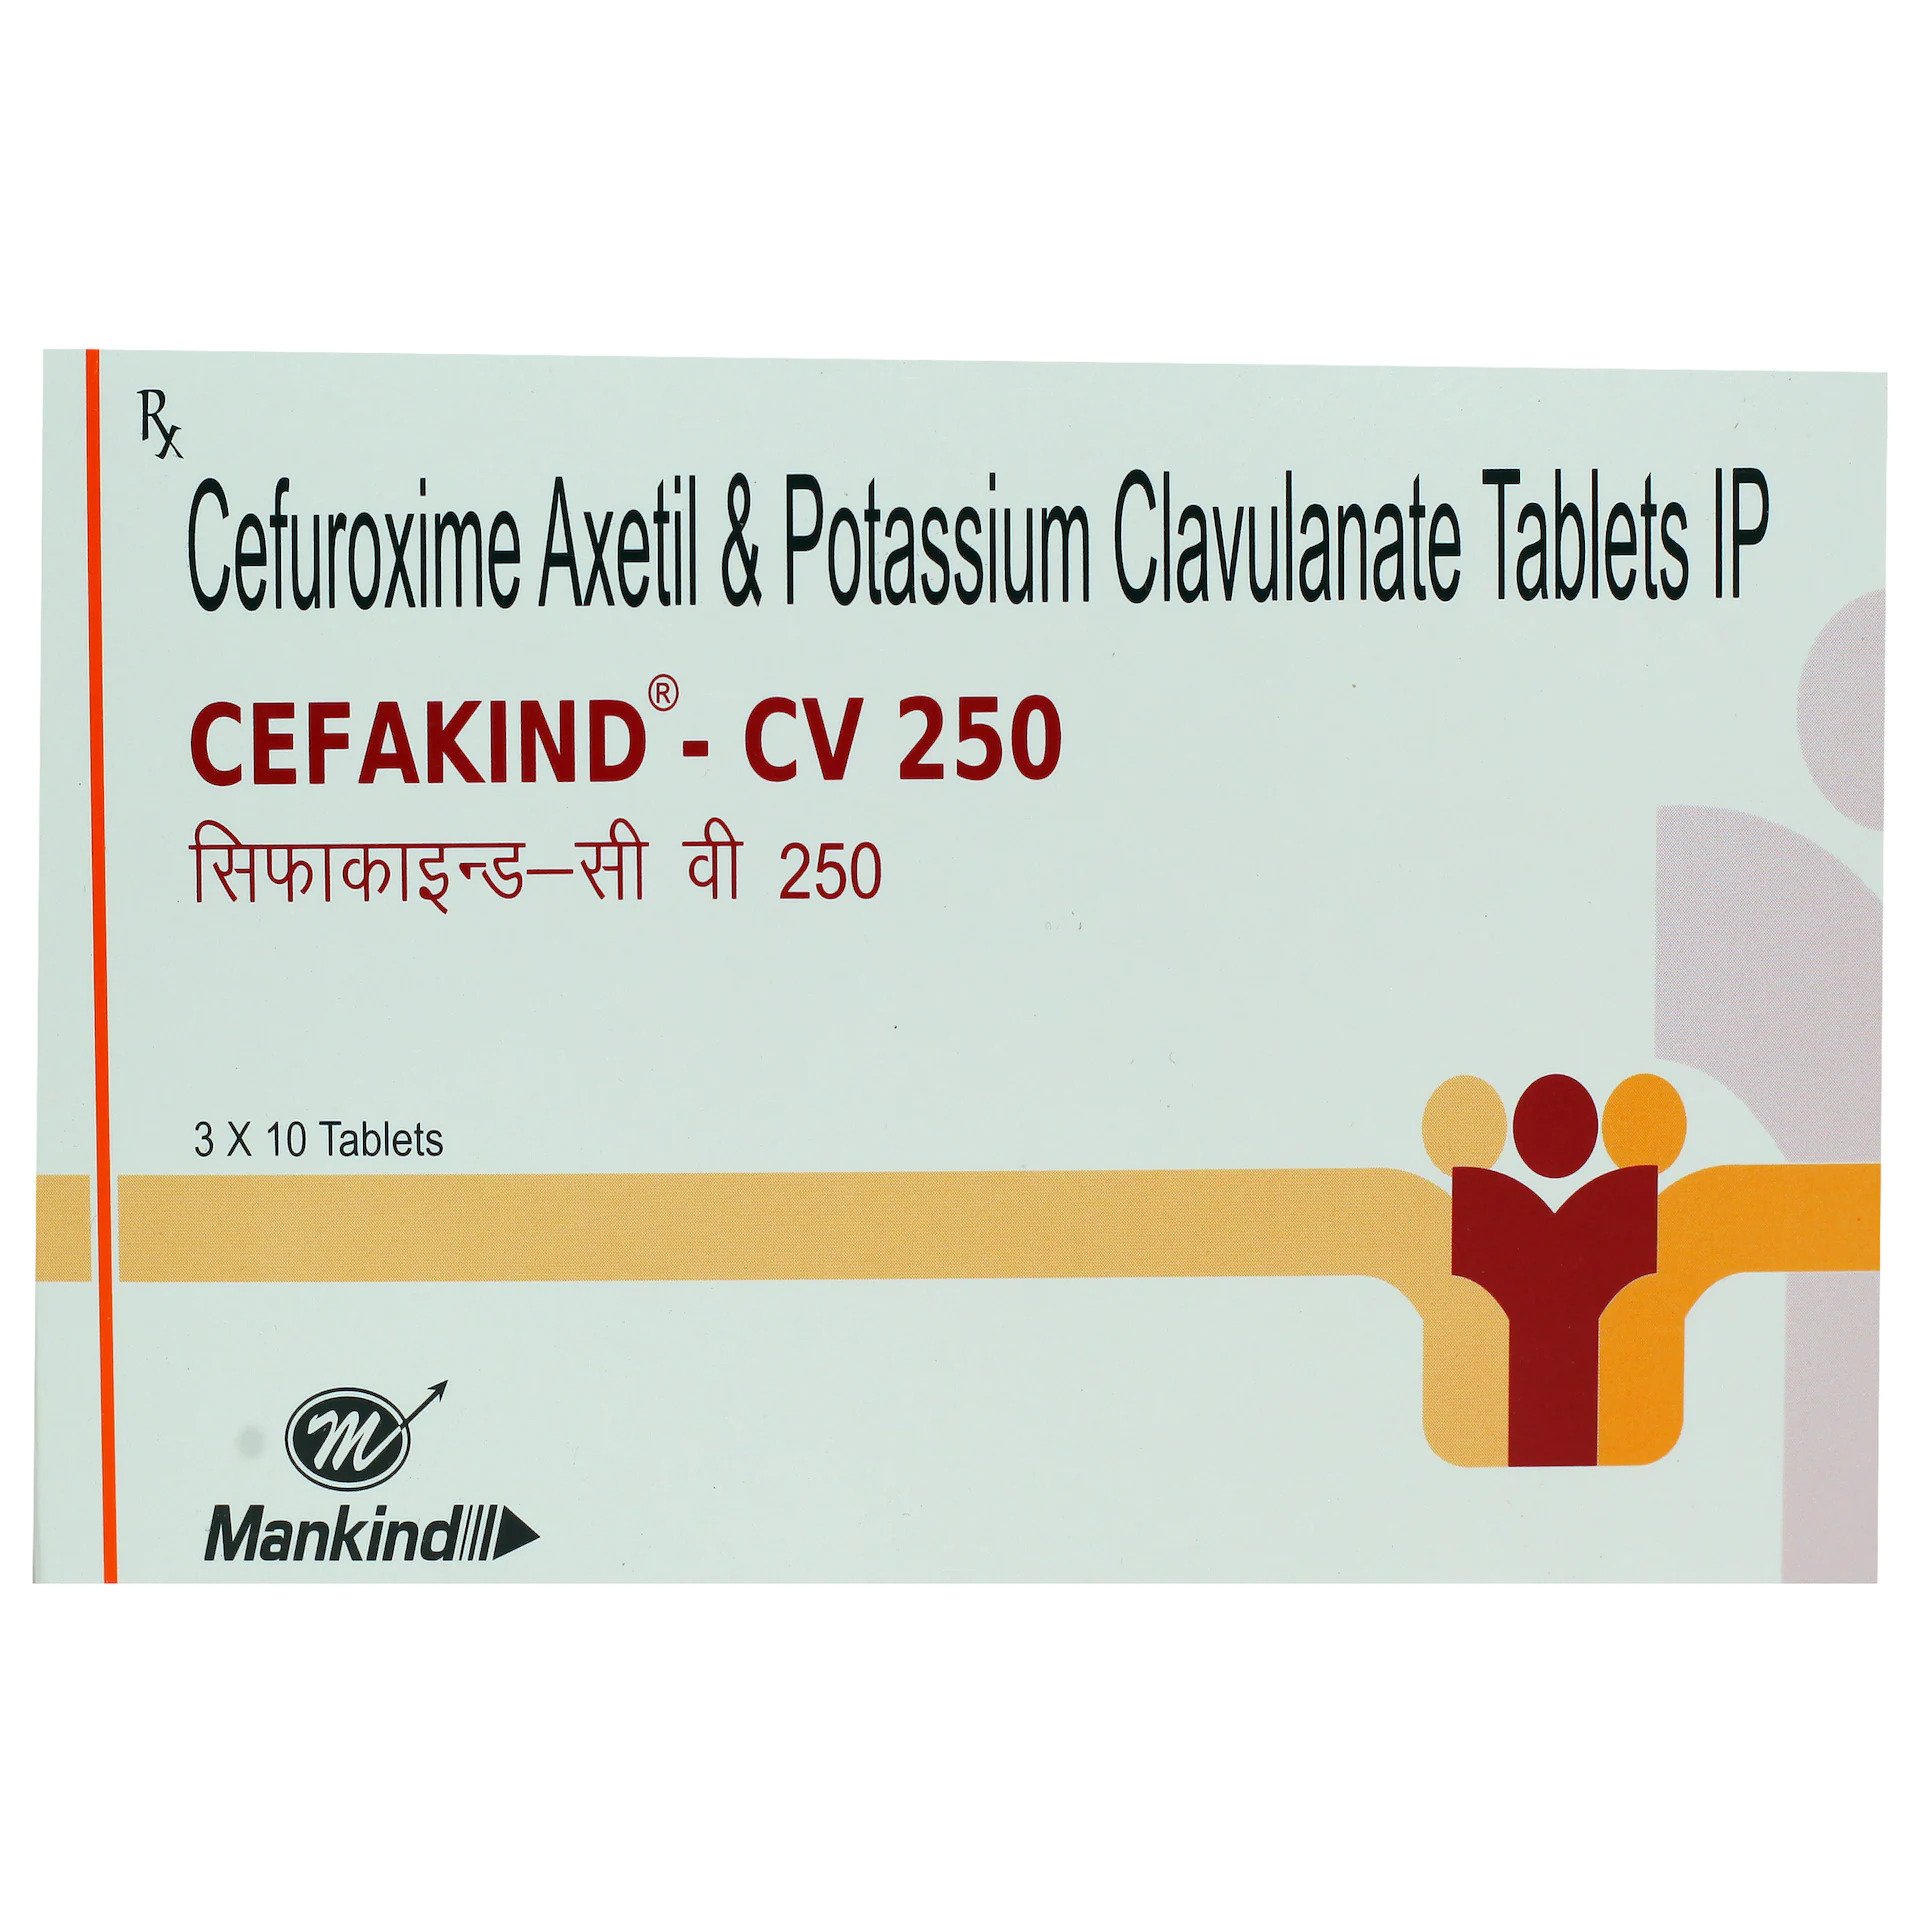 Rx
Cefuroxime Axetil & Potassium Clavulanate Tablets IP
CEFAKIND® - CV 250
सिफाकाइन्ड–सी वी 250
3 X 10 Tablets
m
Mankind